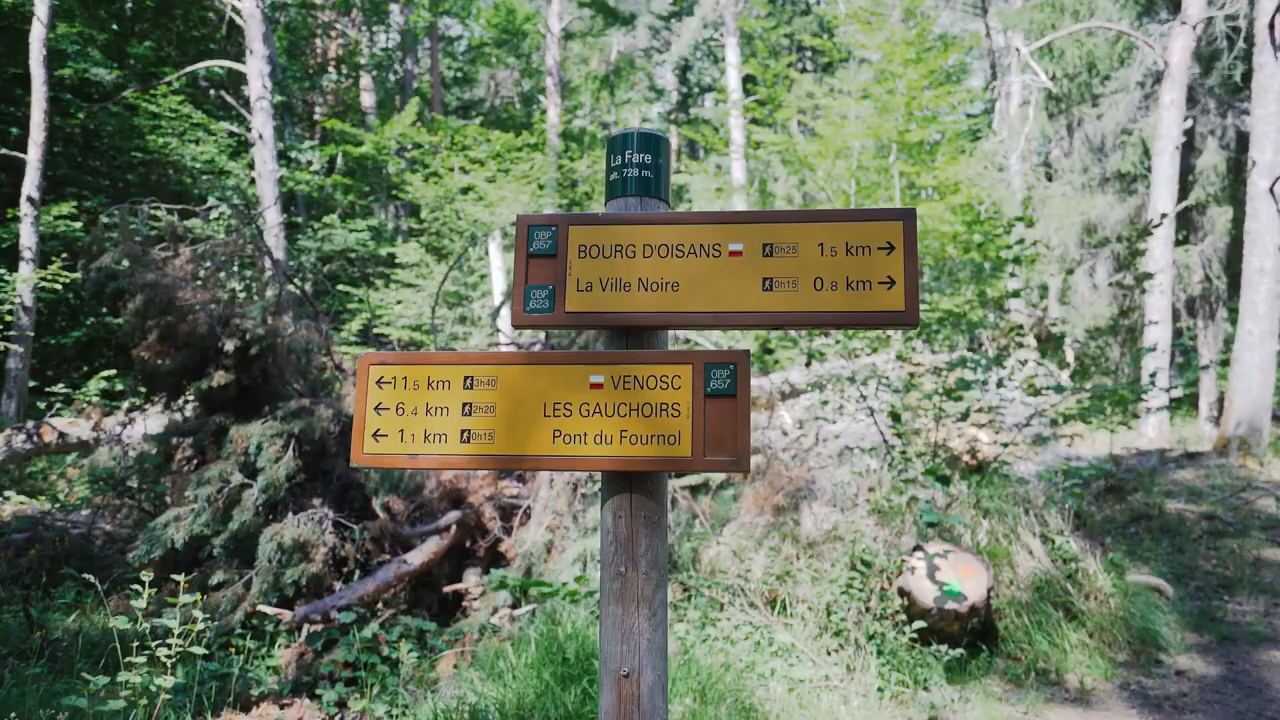 La Fare
alt. 728 m.
OBP
657
OBP
623
BOURG D'OISANS 0h25 1.5 km →
La Ville Noire 0h15 0.8 km →
← 11.5 km 3h40 VENOSC
← 6.4 km 2h20 LES GAUCHOIRS
← 1.1 km 0h15 Pont du Fournol
OBP
657